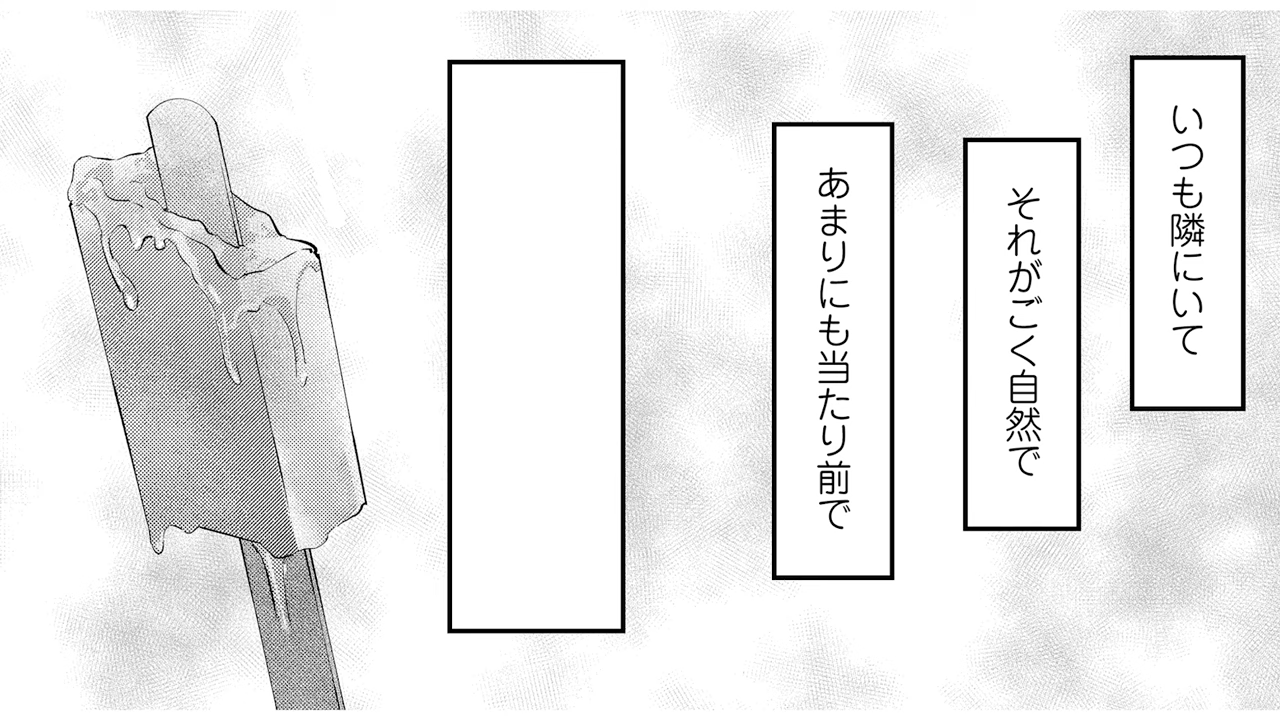 いつも隣にいて
それがごく自然で
あまりにも当たり前で